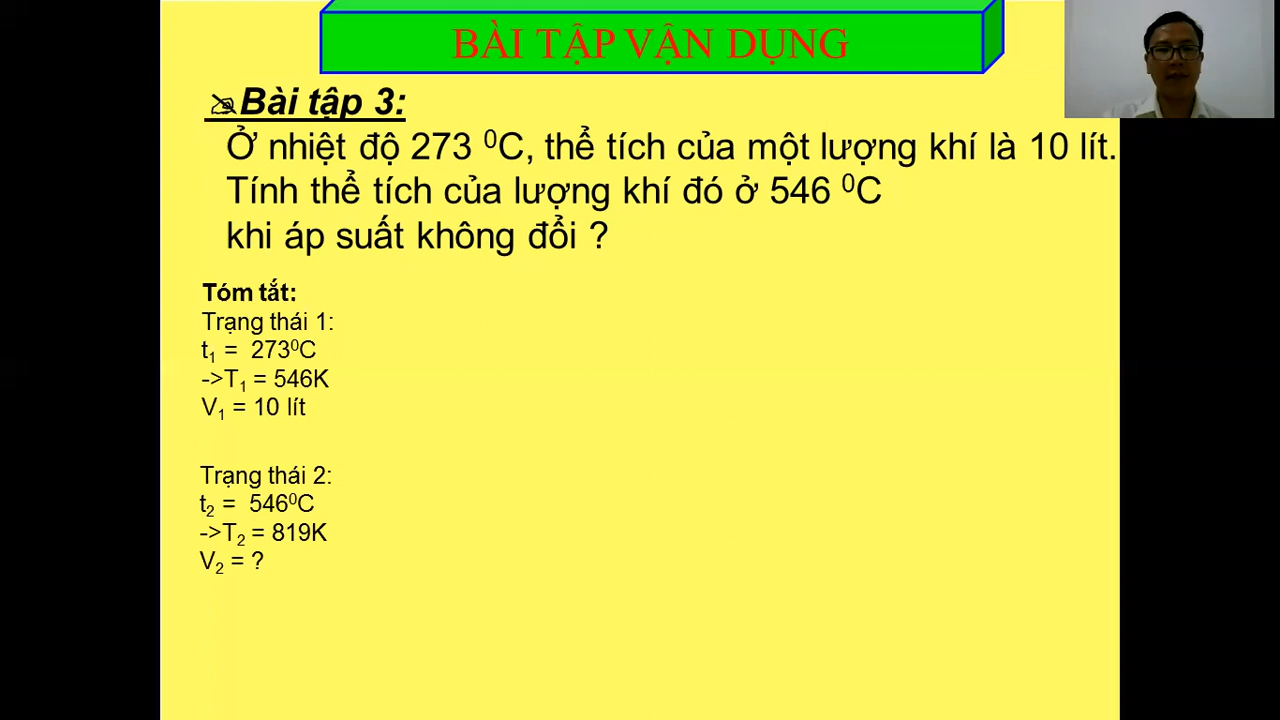 BÀI TẬP VẬN DỤNG
Bài tập 3:
Ở nhiệt độ 273 ⁰C, thể tích của một lượng khí là 10 lít.
Tính thể tích của lượng khí đó ở 546 ⁰C
khi áp suất không đổi ?
Tóm tắt:
Trạng thái 1:
t₁ = 273⁰C
->T₁ = 546K
V₁ = 10 lít
Trạng thái 2:
t₂ = 546⁰C
->T₂ = 819K
V₂ = ?